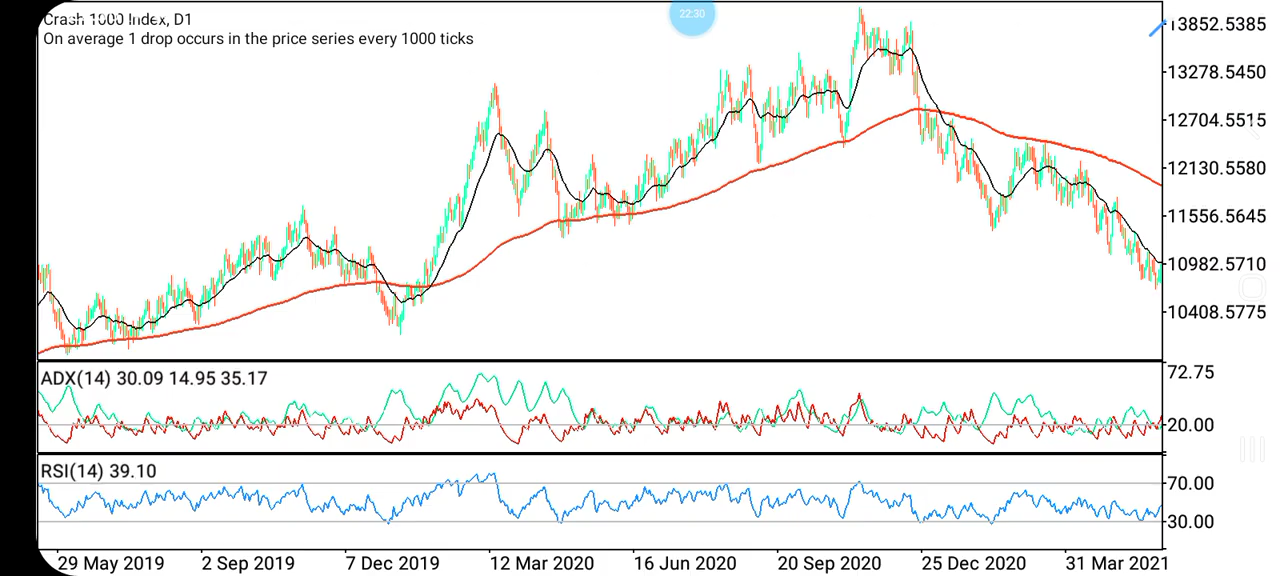 Crash 1000 Index, D1
22:30
On average 1 drop occurs in the price series every 1000 ticks
13852.5385
13278.5450
12704.5515
12130.5580
11556.5645
10982.5710
10408.5775
ADX(14) 30.09 14.95 35.17
72.75
20.00
RSI(14) 39.10
70.00
30.00
29 May 2019 2 Sep 2019 7 Dec 2019 12 Mar 2020 16 Jun 2020 20 Sep 2020 25 Dec 2020 31 Mar 2021